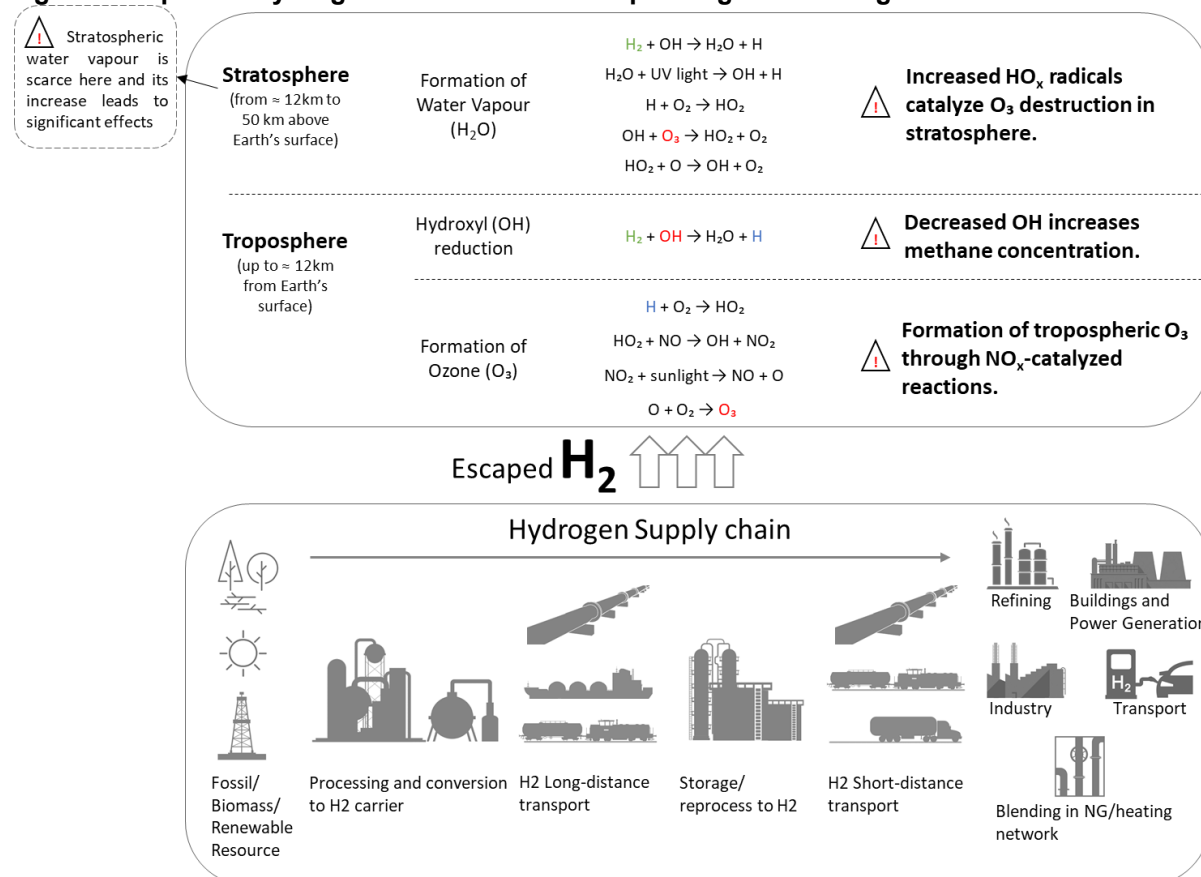 ! Stratospheric
water vapour is
scarce here and its
increase leads to
significant effects
Stratosphere
(from ≈ 12km to
50 km above
Earth's surface)
Formation of
Water Vapour
(H₂O)
H₂ + OH → H₂O + H
H₂O + UV light → OH + H
H + O₂ → HO₂
OH + O₃ → HO₂ + O₂
HO₂ + O → OH + O₂
!
Increased HOₓ radicals
catalyze O₃ destruction in
stratosphere.
Troposphere
(up to ≈ 12km
from Earth's
surface)
Hydroxyl (OH)
reduction
H₂ + OH → H₂O + H
!
Decreased OH increases
methane concentration.
Formation of
Ozone (O₃)
H + O₂ → HO₂
HO₂ + NO → OH + NO₂
NO₂ + sunlight → NO + O
O + O₂ → O₃
!
Formation of tropospheric O₃
through NOₓ-catalyzed
reactions.
Escaped H₂
Hydrogen Supply chain
Fossil/
Biomass/
Renewable
Resource
Processing and conversion
to H2 carrier
H2 Long-distance
transport
Storage/
reprocess to H2
H2 Short-distance
transport
Refining
Buildings and
Power Generation
Industry
H₂
Transport
Blending in NG/heating
network